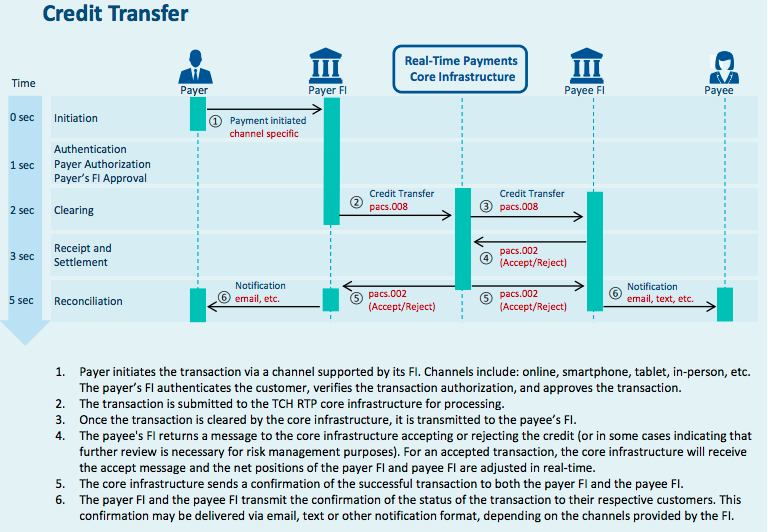 Credit Transfer
Real-Time Payments
Core Infrastructure
Time
Payer
Payer FI
Payee FI
Payee
0 sec
Initiation
① Payment initiated
channel specific
Authentication
1 sec
Payer Authorization
Payer's FI Approval
Credit Transfer
② pacs.008
Credit Transfer
③ pacs.008
2 sec
Clearing
Receipt and
3 sec
Settlement
④ pacs.002
(Accept/Reject)
5 sec
Reconciliation
Notification
⑥ email, etc.
⑤ pacs.002
(Accept/Reject)
⑤ pacs.002
(Accept/Reject)
⑥ Notification
email, text, etc.
1. Payer initiates the transaction via a channel supported by its FI. Channels include: online, smartphone, tablet, in-person, etc.
The payer's FI authenticates the customer, verifies the transaction authorization, and approves the transaction.
2. The transaction is submitted to the TCH RTP core infrastructure for processing.
3. Once the transaction is cleared by the core infrastructure, it is transmitted to the payee's FI.
4. The payee's FI returns a message to the core infrastructure accepting or rejecting the credit (or in some cases indicating that
further review is necessary for risk management purposes). For an accepted transaction, the core infrastructure will receive
the accept message and the net positions of the payer FI and payee FI are adjusted in real-time.
5. The core infrastructure sends a confirmation of the successful transaction to both the payer FI and the payee FI.
6. The payer FI and the payee FI transmit the confirmation of the status of the transaction to their respective customers. This
confirmation may be delivered via email, text or other notification format, depending on the channels provided by the FI.